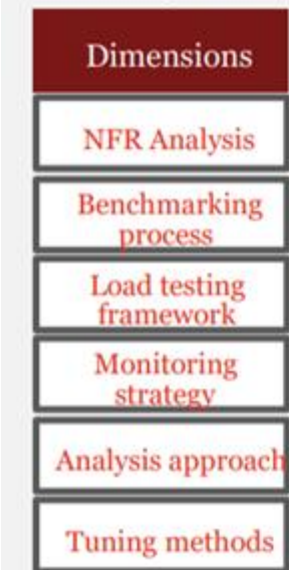 Dimensions
NFR Analysis
Benchmarking
process
Load testing
framework
Monitoring
strategy
Analysis approach
Tuning methods